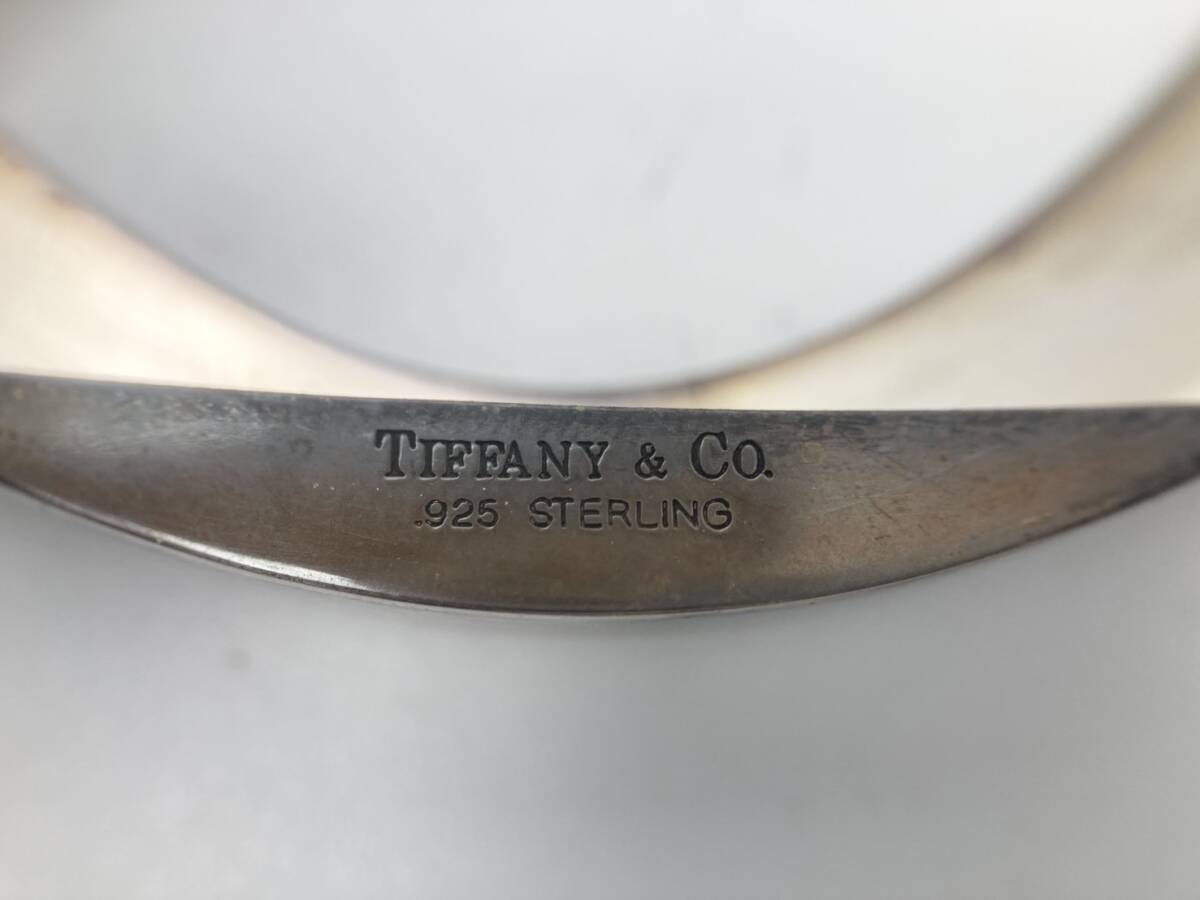 TIFFANY & CO.
.925 STERLING